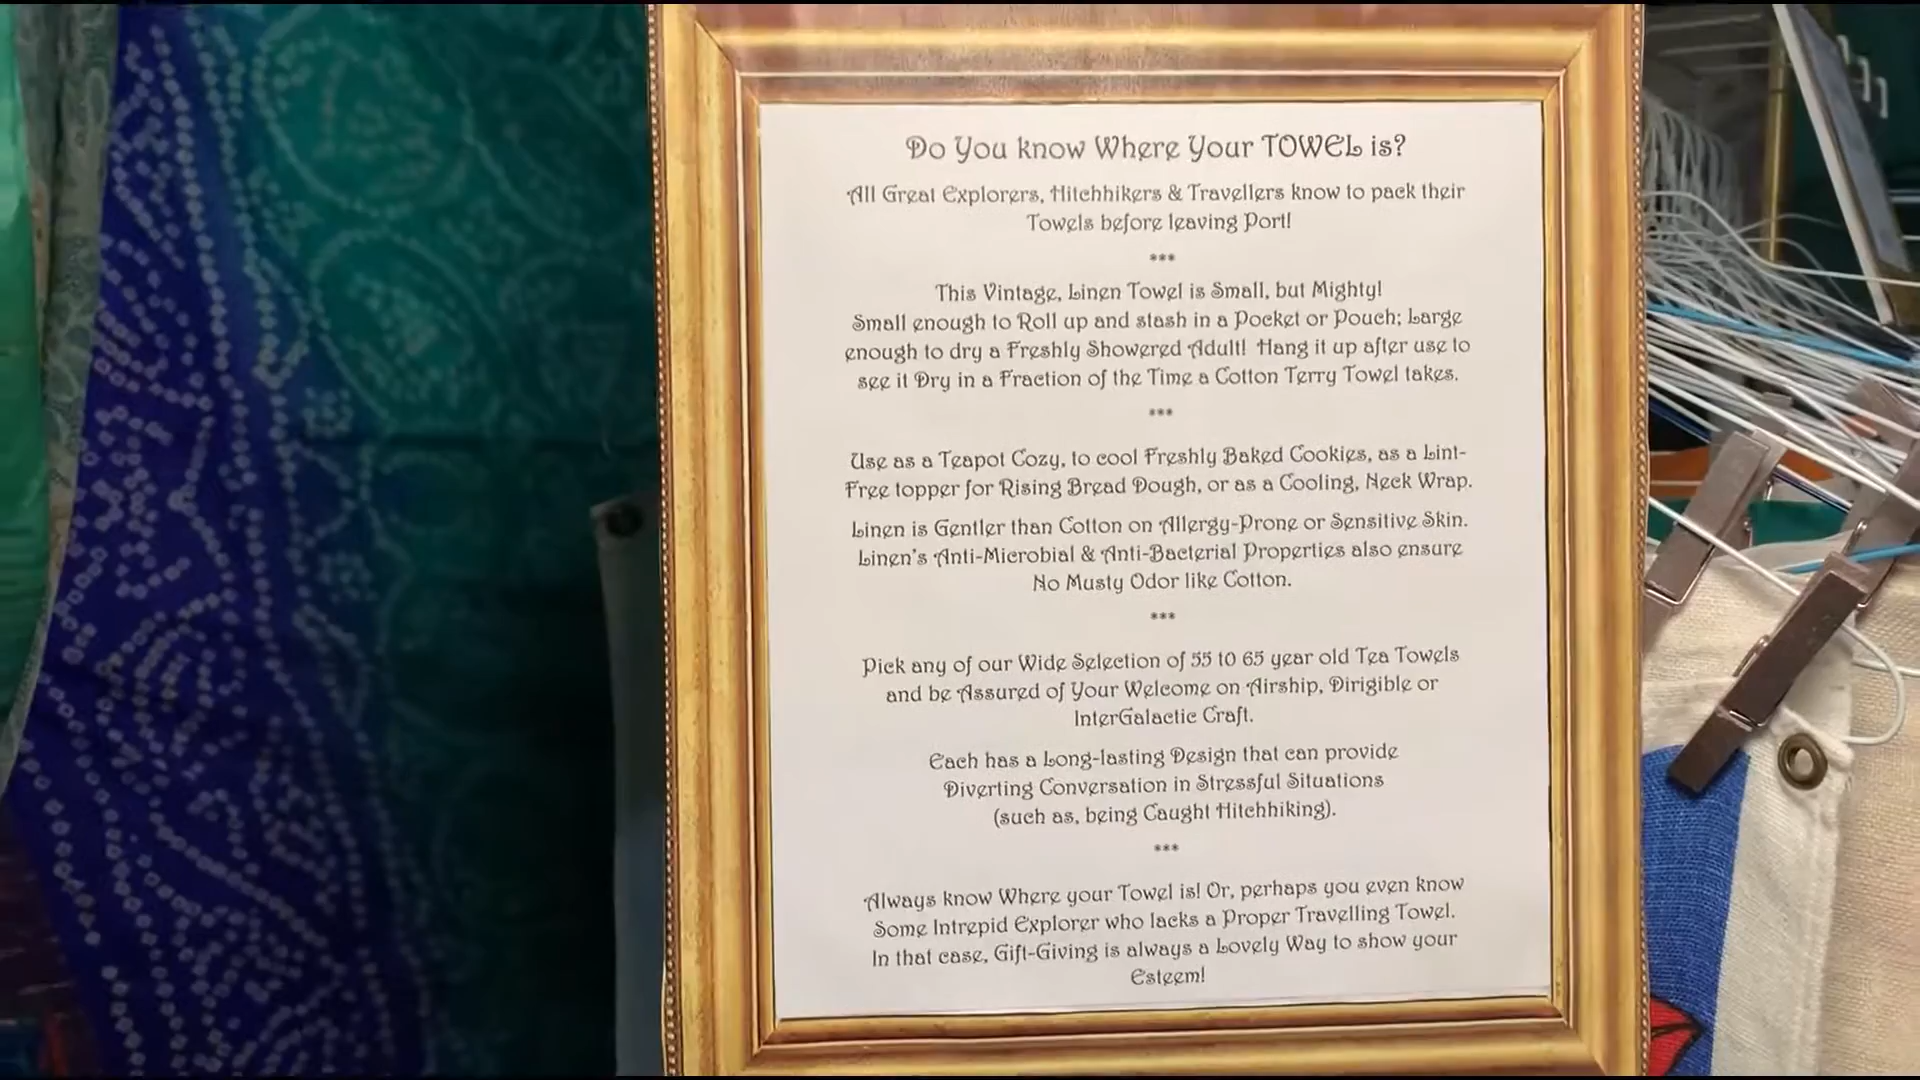 Do You know Where Your TOWEL is?
All Great Explorers, Hitchhikers & Travellers know to pack their
Towels before leaving Port!
***
This Vintage, Linen Towel is Small, but Mighty!
Small enough to Roll up and stash in a Pocket or Pouch; Large
enough to dry a Freshly Showered Adult! Hang it up after use to
see it Dry in a Fraction of the Time a Cotton Terry Towel takes.
***
Use as a Teapot Cozy, to cool Freshly Baked Cookies, as a Lint-
Free topper for Rising Bread Dough, or as a Cooling, Neck Wrap.
Linen is Gentler than Cotton on Allergy-Prone or Sensitive Skin.
Linen's Anti-Microbial & Anti-Bacterial Properties also ensure
No Musty Odor like Cotton.
***
Pick any of our Wide Selection of 55 to 65 year old Tea Towels
and be Assured of Your Welcome on Airship, Dirigible or
InterGalactic Craft.
Each has a Long-lasting Design that can provide
Diverting Conversation in Stressful Situations
(such as, being Caught Hitchhiking).
***
Always know Where your Towel is! Or, perhaps you even know
Some Intrepid Explorer who lacks a Proper Travelling Towel.
In that case, Gift-Giving is always a Lovely Way to show your
Esteem!